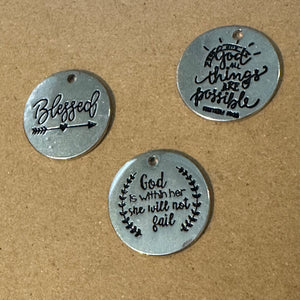 Blessed
God
all
things
ARE
possible
God
is within her
she will not
fail